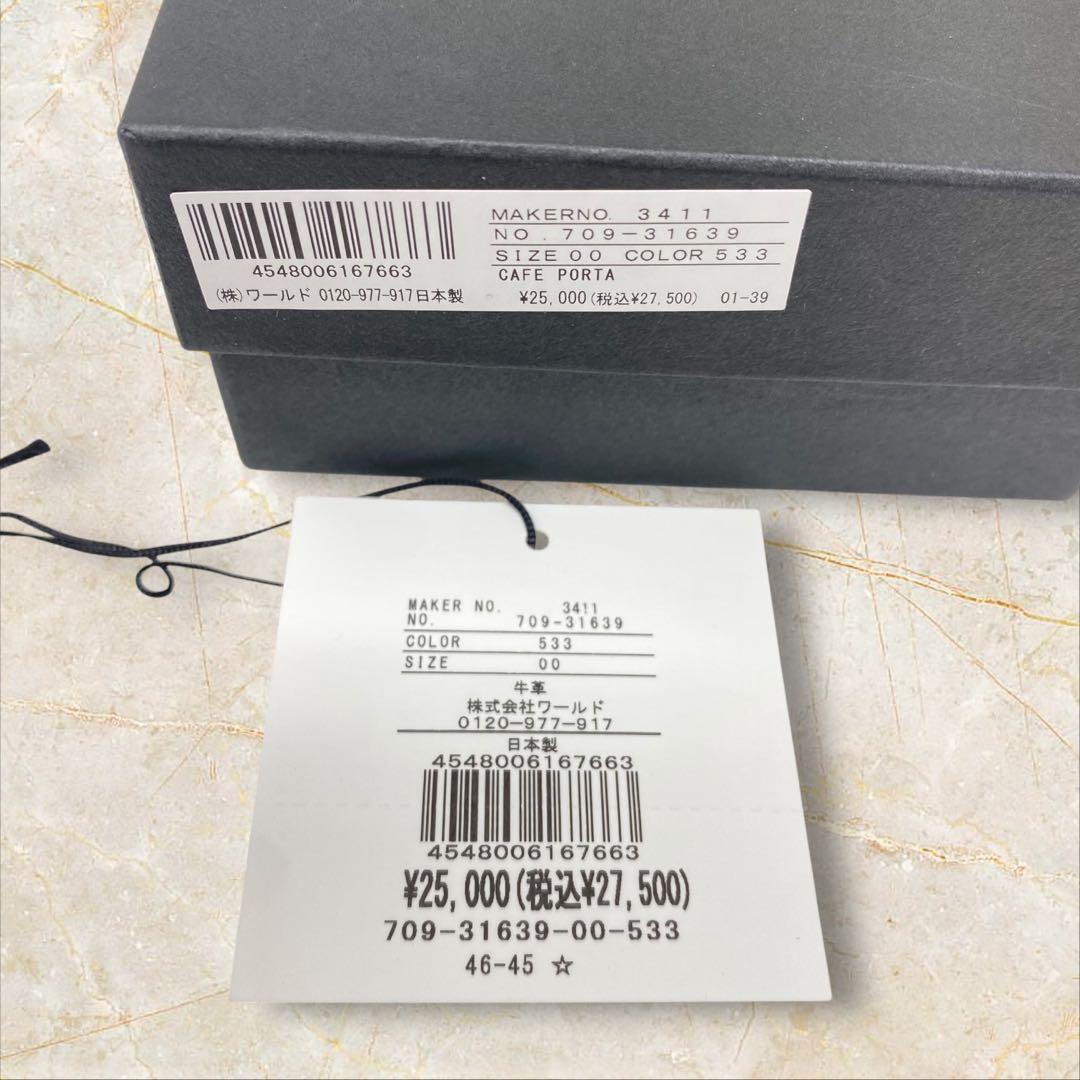 MAKERNO. 3411
NO. 709-31639
SIZE 00 COLOR 533
CAFE PORTA
4548006167663
(株)ワールド 0120-977-917日本製 ¥25,000(税込¥27,500) 01-39
MAKER NO. 3411
NO. 709-31639
COLOR 533
SIZE 00
牛革
株式会社ワールド
0120-977-917
日本製
4548006167663
4548006167663
¥25,000(税込¥27,500)
709-31639-00-533
46-45 ☆